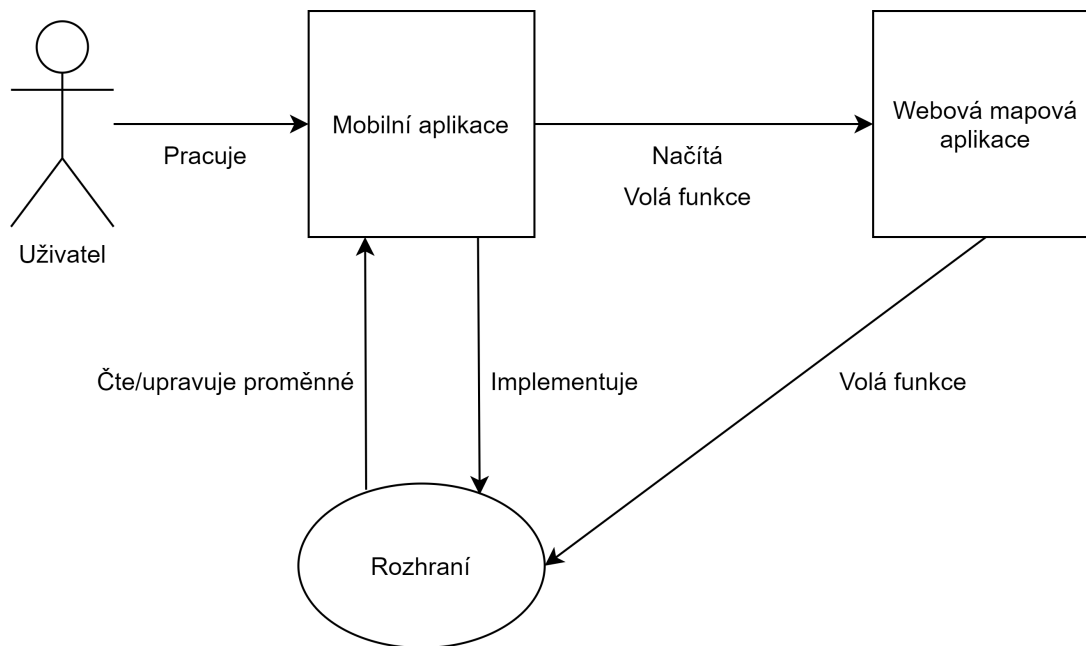 Mobilní aplikace
Webová mapová
aplikace
Pracuje
Načítá
Volá funkce
Uživatel
Čte/upravuje proměnné
Implementuje
Volá funkce
Rozhraní